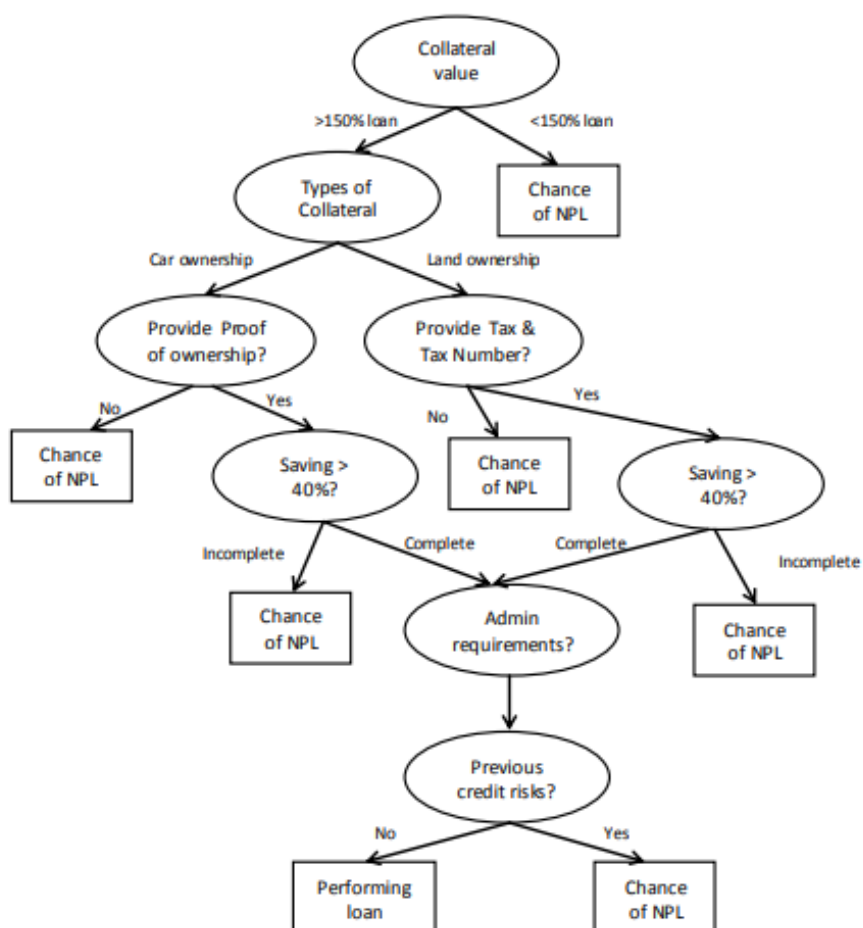 Collateral
value
>150% loan
<150% loan
Types of
Collateral
Chance
of NPL
Car ownership
Land ownership
Provide Proof
of ownership?
Provide Tax &
Tax Number?
No
Yes
No
Yes
Chance
of NPL
Saving >
40%?
Chance
of NPL
Saving >
40%?
Incomplete
Complete
Complete
Incomplete
Chance
of NPL
Admin
requirements?
Chance
of NPL
Previous
credit risks?
No
Yes
Performing
loan
Chance
of NPL